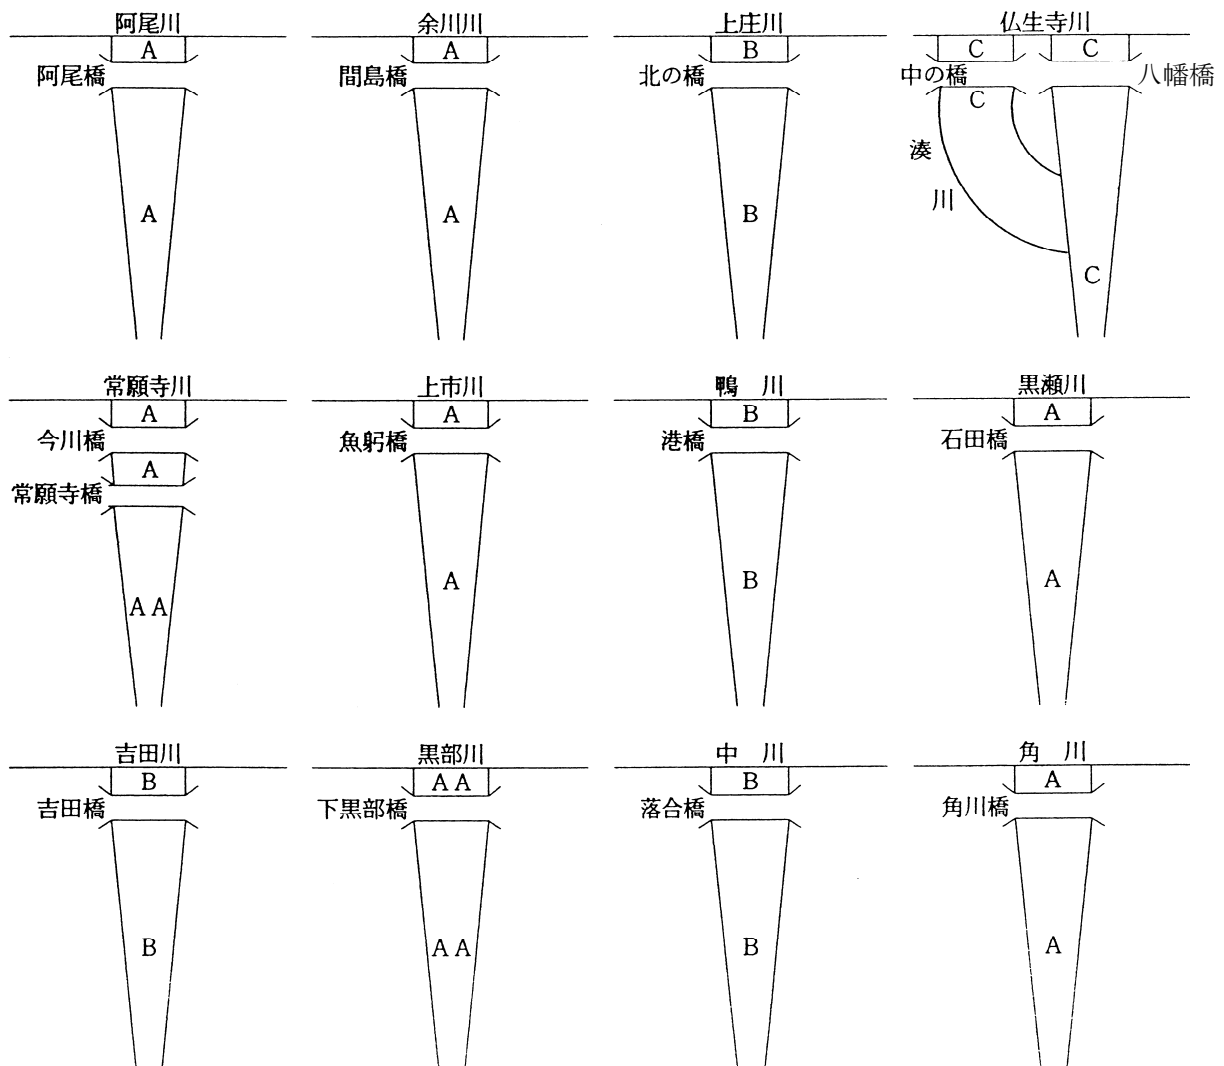 阿尾川
A
阿尾橋
A
余川川
A
間島橋
A
上庄川
B
北の橋
B
仏生寺川
C C
中の橋 八幡橋
C
湊川
C
常願寺川
A
今川橋
A
常願寺橋
AA
上市川
A
魚躬橋
A
鴨 川
B
港橋
B
黒瀬川
A
石田橋
A
吉田川
B
吉田橋
B
黒部川
AA
下黒部橋
AA
中 川
B
落合橋
B
角 川
A
角川橋
A